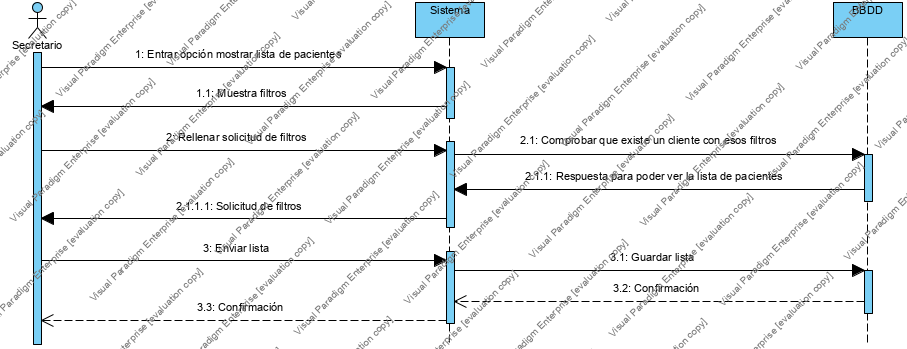 Sistema
BBDD
Secretario
1: Entrar opción mostrar lista de pacientes
1.1: Muestra filtros
2: Rellenar solicitud de filtros
2.1: Comprobar que existe un cliente con esos filtros
2.1.1: Respuesta para poder ver la lista de pacientes
2.1.1.1: Solicitud de filtros
3: Enviar lista
3.1: Guardar lista
3.2: Confirmación
3.3: Confirmación
Visual Paradigm Enterprise [evaluation copy]